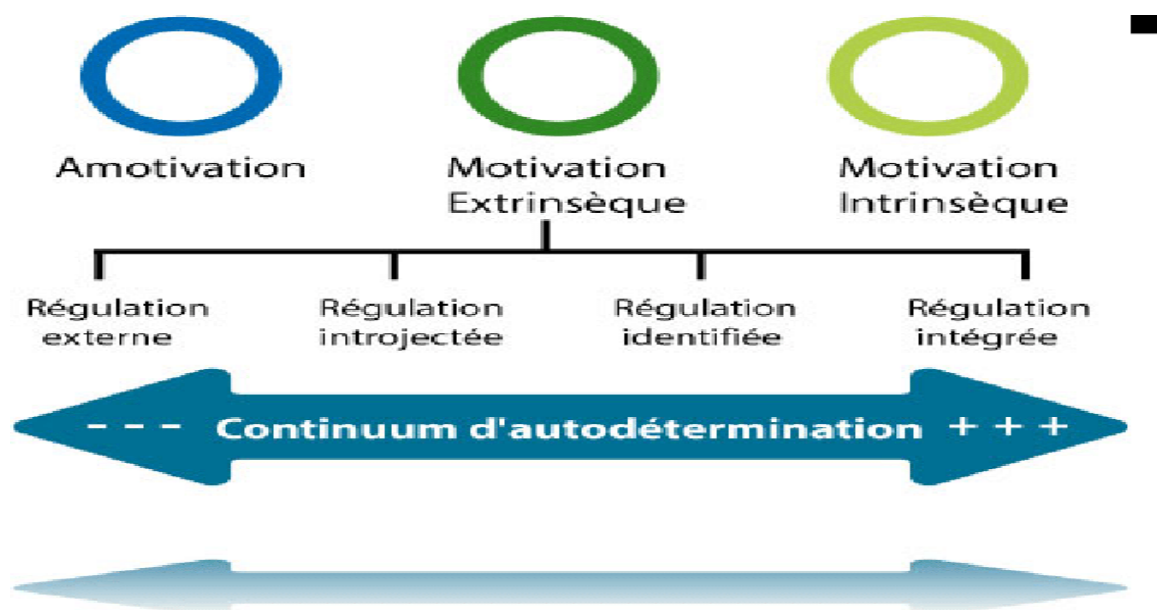 Amotivation
Motivation
Extrinsèque
Motivation
Intrinsèque
Régulation
externe
Régulation
introjectée
Régulation
identifiée
Régulation
intégrée
- - - Continuum d'autodétermination + + +